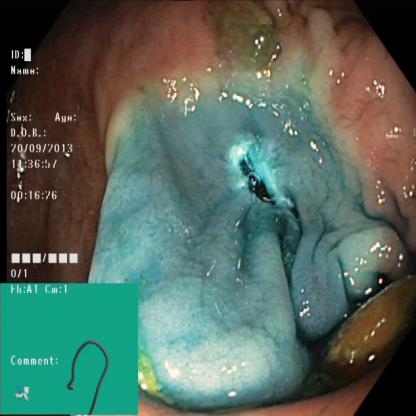 ID:
Name:
Sex: Age:
D.O.B.:
20/09/2013
11:36:57
00:16:26
/
0/1
Eh:A1 Cm:1
Comment: